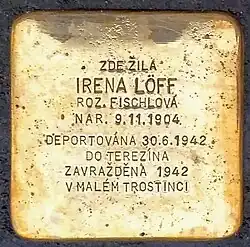 ZDE ŽILA
IRENA LÖFF
ROZ. FISCHLOVÁ
NAR. 9.11.1904
DEPORTOVÁNA 30.6.1942
DO TEREZÍNA
ZAVRAŽDĚNA 1942
V MALÉM TROSTINCI